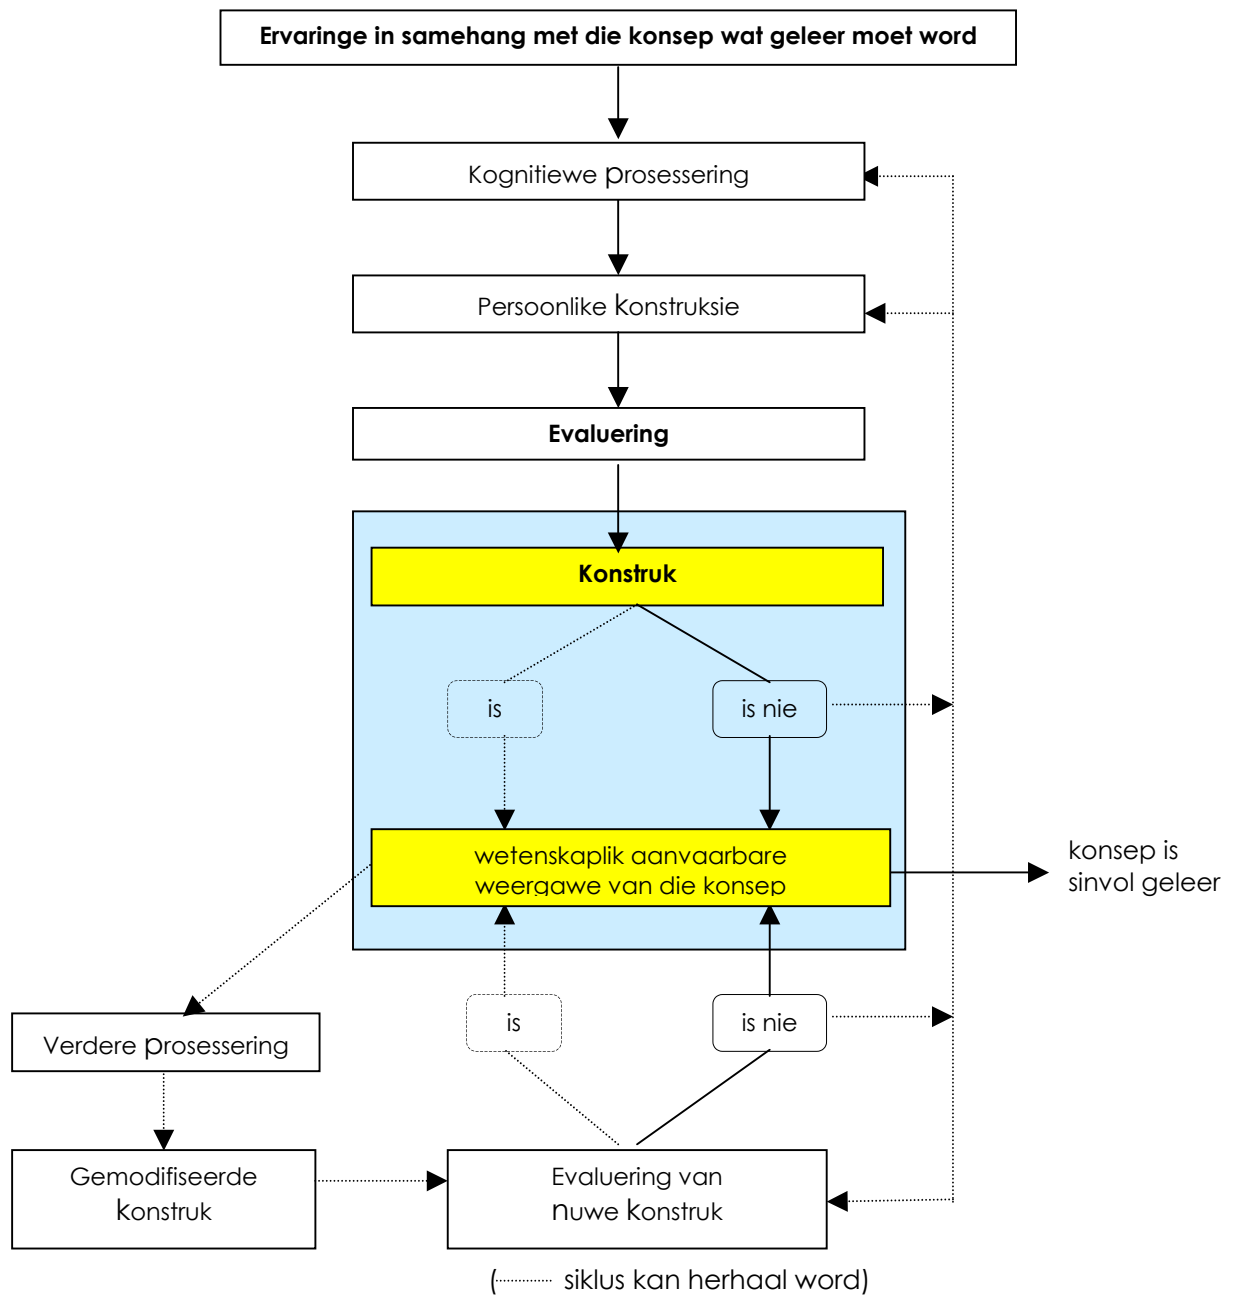 Ervaringe in samehang met die konsep wat geleer moet word
Kognitiewe prosessering
Persoonlike konstruksie
Evaluering
Konstruk
is
is nie
wetenskaplik aanvaarbare
weergawe van die konsep
konsep is
sinvol geleer
is
is nie
Verdere prosessering
Gemodifiseerde
konstruk
Evaluering van
nuwe konstruk
(.............. siklus kan herhaal word)